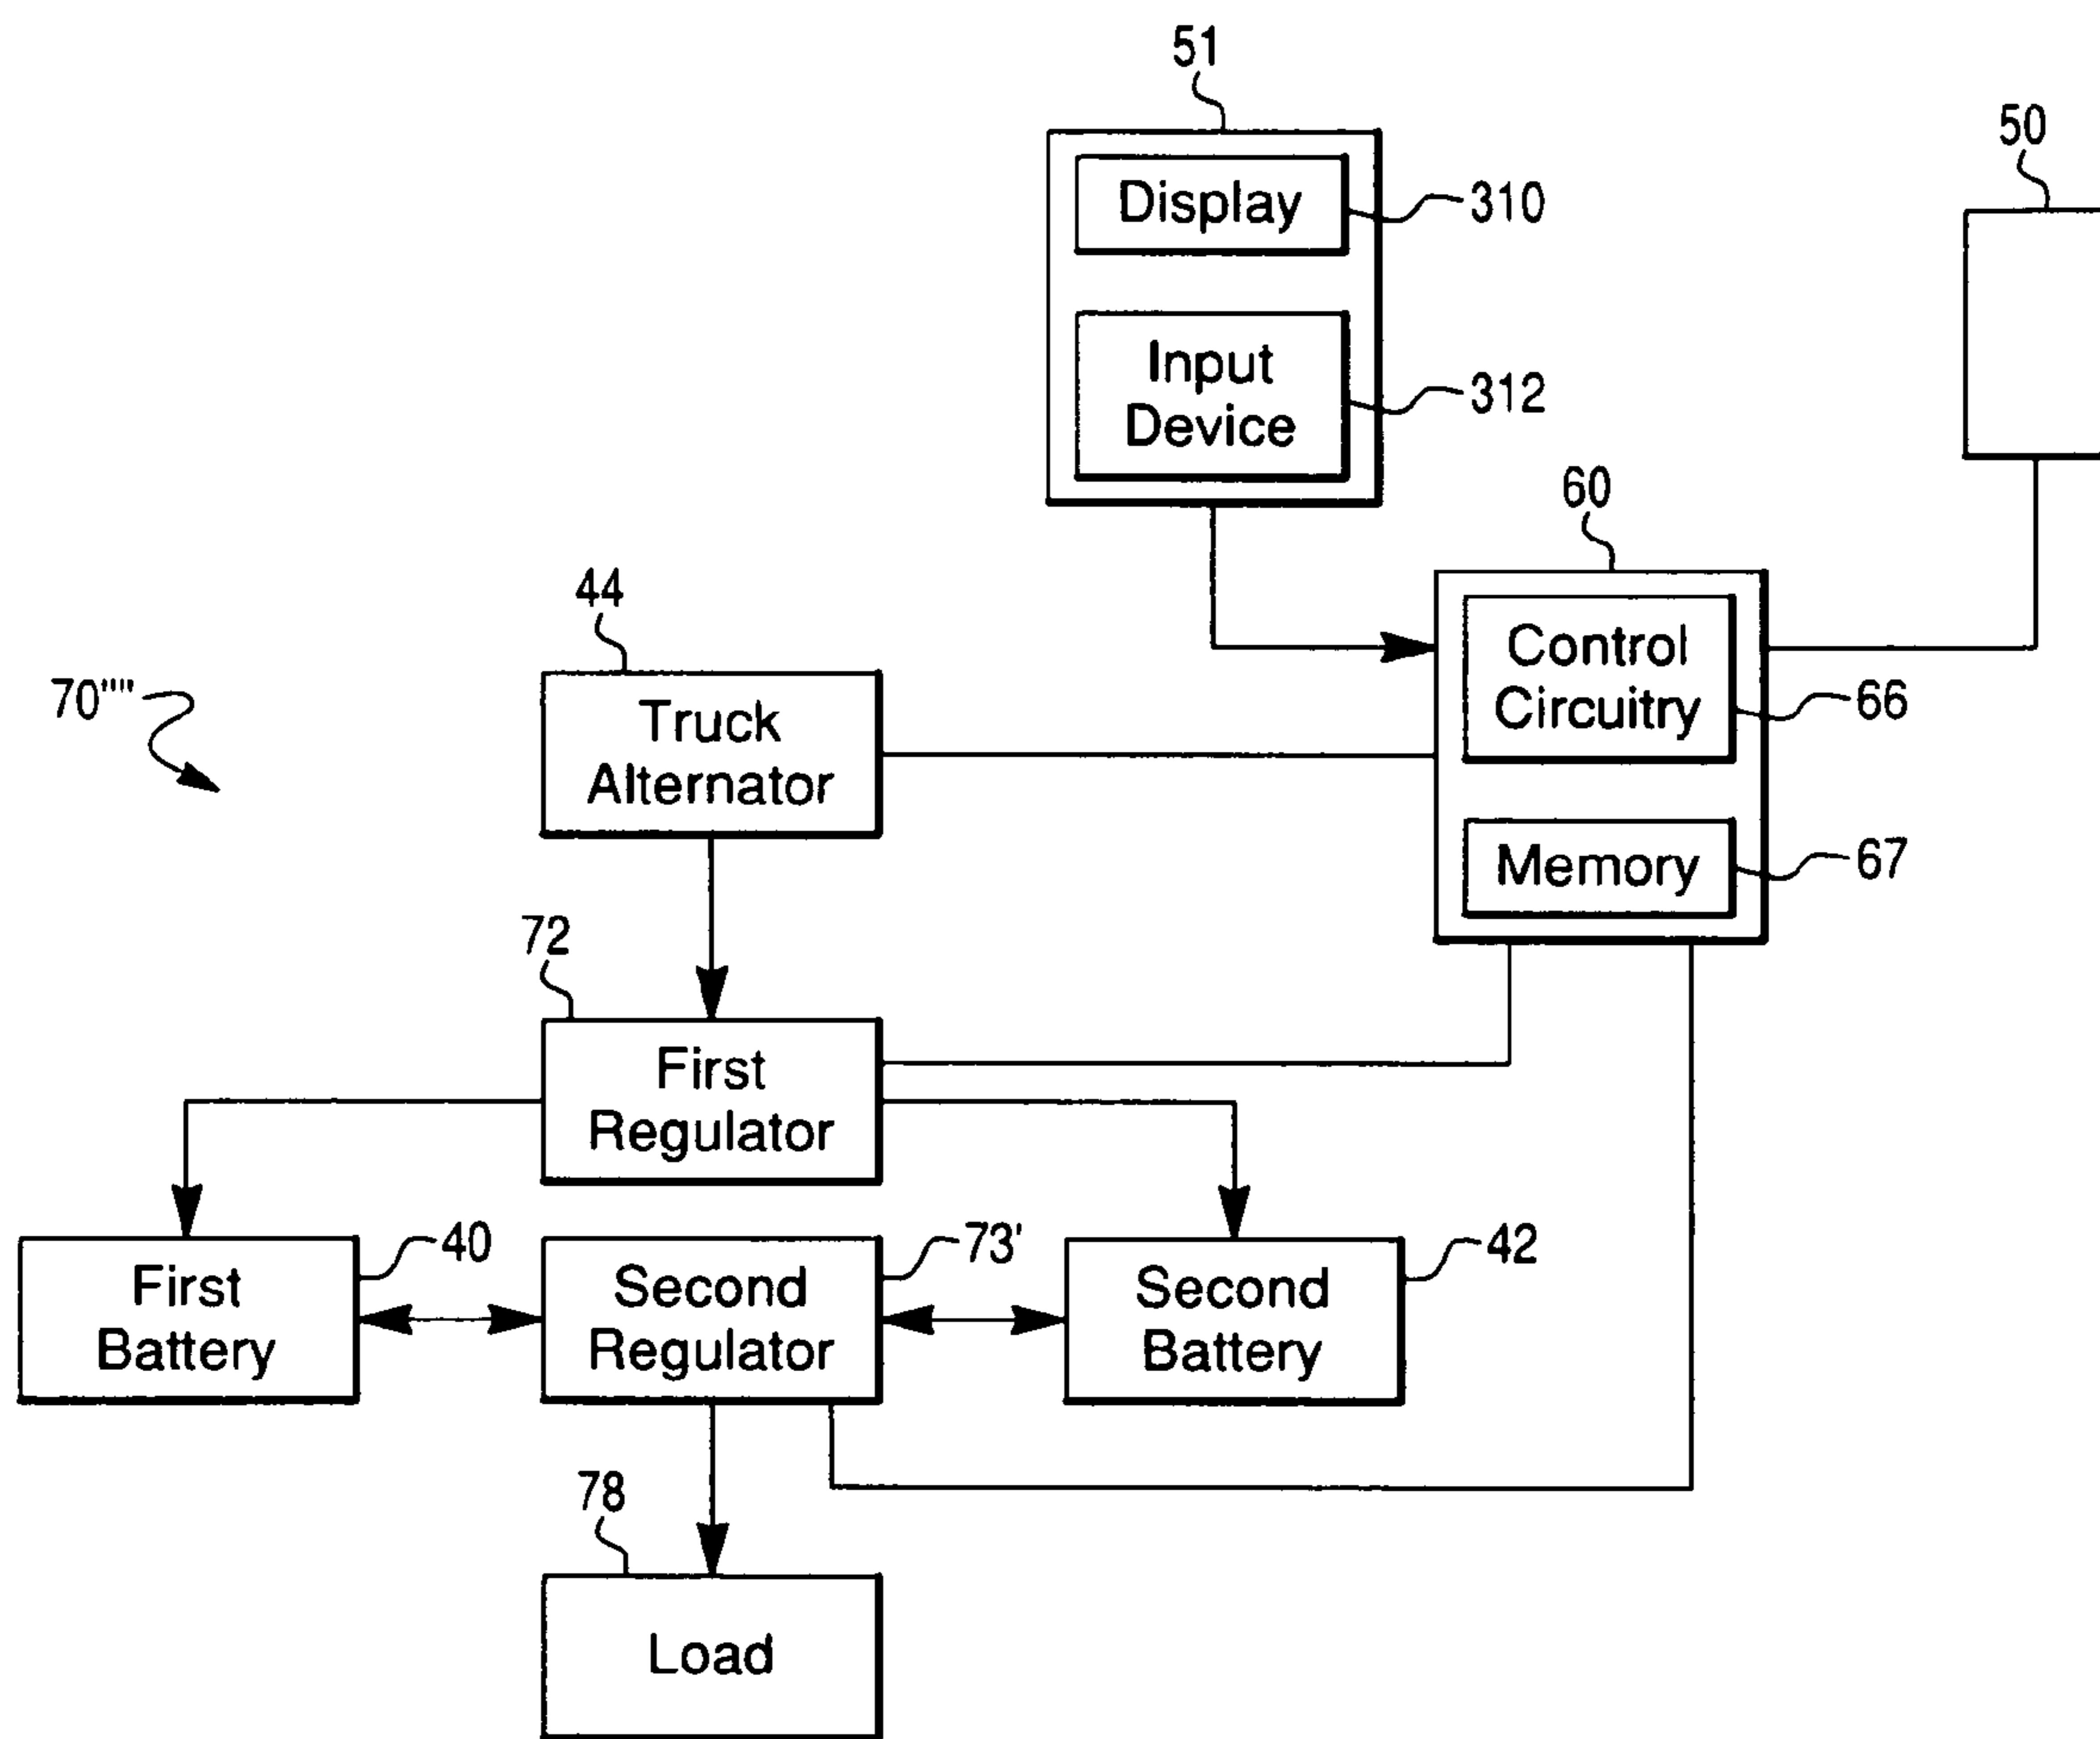 51
50
Display
310
Input
Device
312
60
44
Control
Circuitry
66
70""
Truck
Alternator
Memory
67
72
First
Regulator
40
73'
42
First
Battery
Second
Regulator
Second
Battery
78
Load